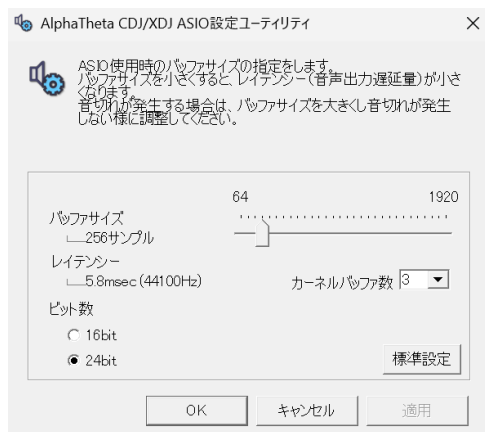 AlphaTheta CDJ/XDJ ASIO設定ユーティリティ
ASIO使用時のバッファサイズの指定をします。
バッファサイズを小さくすると、レイテンシー(音声出力遅延量)が小さ
くなります。
音切れが発生する場合は、バッファサイズを大きくし音切れが発生
しない様に調整してください。
64 1920
バッファサイズ
256サンプル
レイテンシー
5.8msec(44100Hz)
カーネルバッファ数 3
ビット数
16bit
24bit
標準設定
OK キャンセル 適用